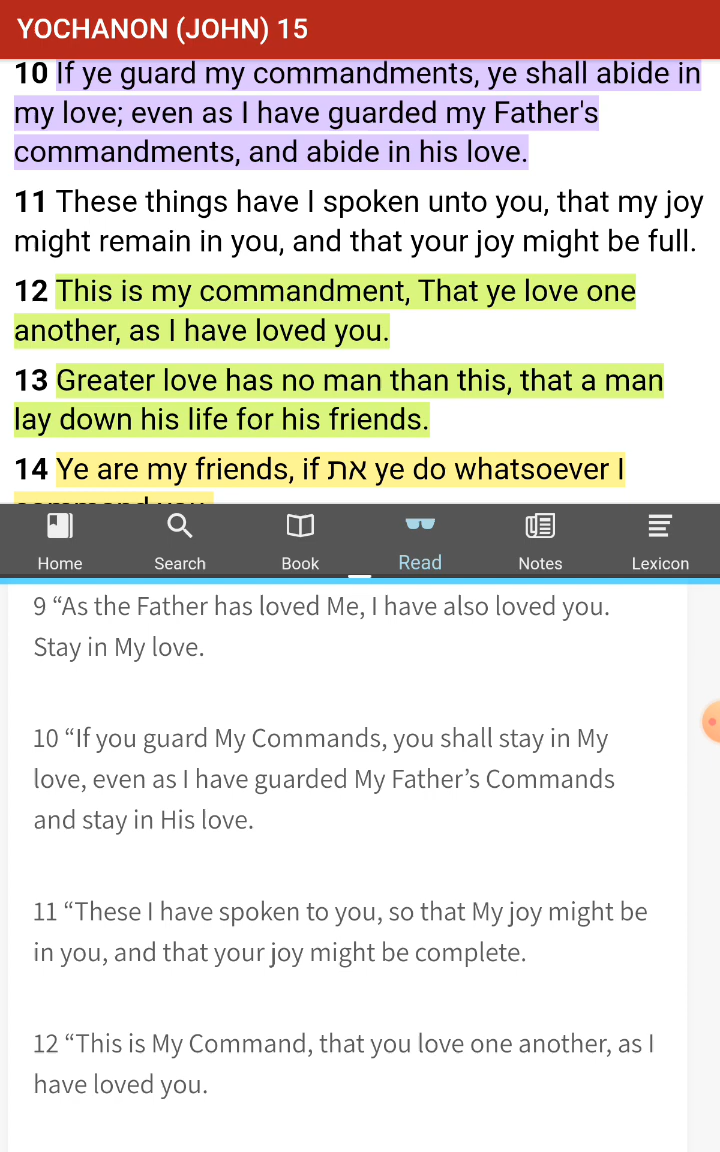 YOCHANON (JOHN) 15
10 If ye guard my commandments, ye shall abide in
my love; even as I have guarded my Father's
commandments, and abide in his love.
11 These things have I spoken unto you, that my joy
might remain in you, and that your joy might be full.
12 This is my commandment, That ye love one
another, as I have loved you.
13 Greater love has no man than this, that a man
lay down his life for his friends.
14 Ye are my friends, if את ye do whatsoever I
Home Search Book Read Notes Lexicon
9 “As the Father has loved Me, I have also loved you.
Stay in My love.
10 “If you guard My Commands, you shall stay in My
love, even as I have guarded My Father’s Commands
and stay in His love.
11 “These I have spoken to you, so that My joy might be
in you, and that your joy might be complete.
12 “This is My Command, that you love one another, as I
have loved you.